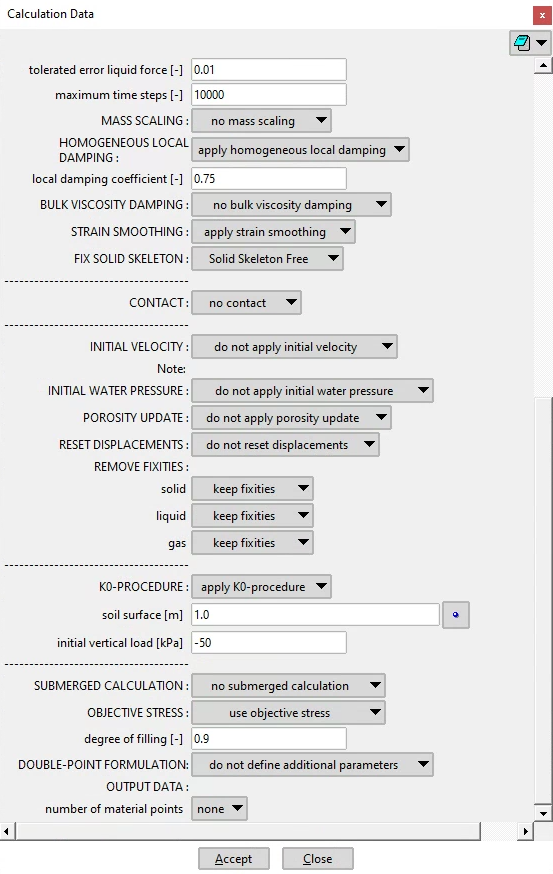 Calculation Data
x
tolerated error liquid force [-] 0.01
maximum time steps [-] 10000
MASS SCALING : no mass scaling
HOMOGENEOUS LOCAL
DAMPING : apply homogeneous local damping
local damping coefficient [-] 0.75
BULK VISCOSITY DAMPING : no bulk viscosity damping
STRAIN SMOOTHING : apply strain smoothing
FIX SOLID SKELETON : Solid Skeleton Free
--------------------------------
CONTACT : no contact
--------------------------------
INITIAL VELOCITY : do not apply initial velocity
Note:
INITIAL WATER PRESSURE : do not apply initial water pressure
POROSITY UPDATE : do not apply porosity update
RESET DISPLACEMENTS : do not reset displacements
REMOVE FIXITIES :
solid keep fixities
liquid keep fixities
gas keep fixities
--------------------------------
K0-PROCEDURE : apply K0-procedure
soil surface [m] 1.0
initial vertical load [kPa] -50
--------------------------------
SUBMERGED CALCULATION : no submerged calculation
OBJECTIVE STRESS : use objective stress
degree of filling [-] 0.9
DOUBLE-POINT FORMULATION: do not define additional parameters
OUTPUT DATA :
number of material points none
Accept Close